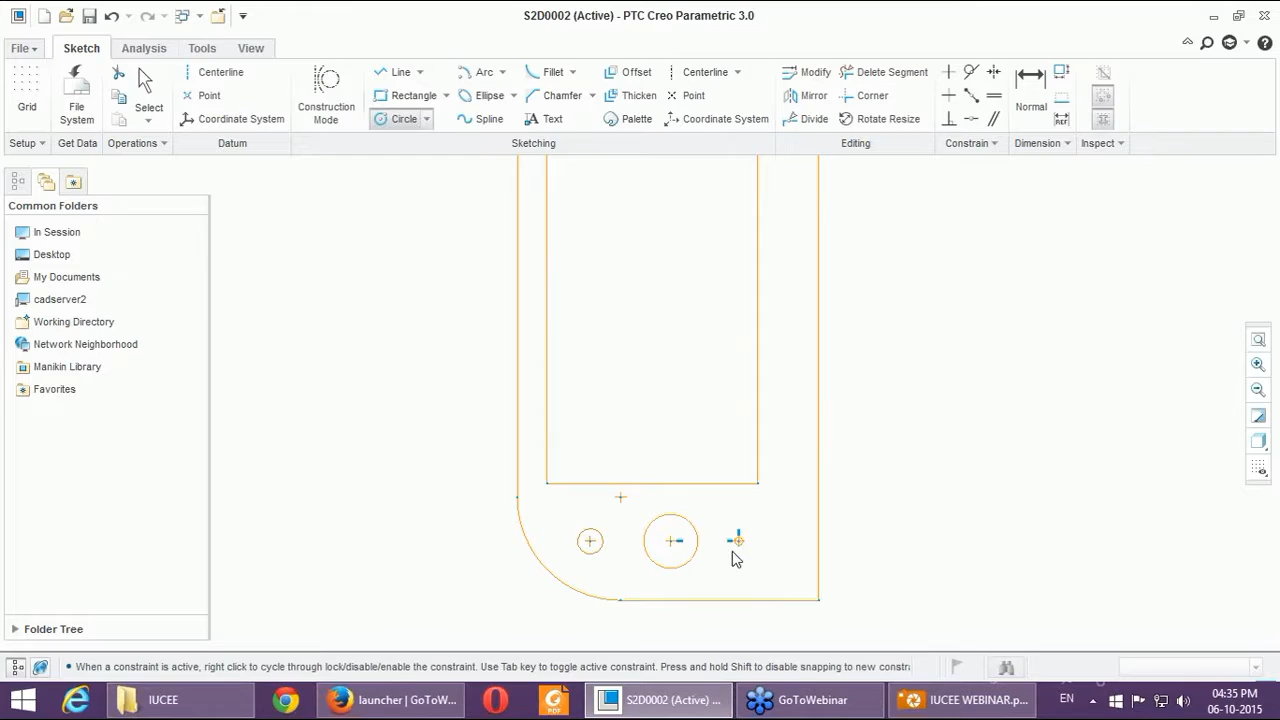 S2D0002 (Active) - PTC Creo Parametric 3.0
File Sketch Analysis Tools View
Grid
File System
Select
Centerline
Point
Coordinate System
Construction Mode
Line Arc Fillet Offset Centerline
Rectangle Ellipse Chamfer Thicken Point
Circle Spline Text Palette Coordinate System
Modify Delete Segment
Mirror Corner
Divide Rotate Resize
Normal
Setup Get Data Operations Datum Sketching Editing Constrain Dimension Inspect
Common Folders
In Session
Desktop
My Documents
cadserver2
Working Directory
Network Neighborhood
Manikin Library
Favorites
Folder Tree
When a constraint is active, right click to cycle through lock/disable/enable the constraint. Use Tab key to toggle active constraint. Press and hold Shift to disable snapping to new constr
IUCEE launcher | GoToW... S2D0002 (Active) ... GoToWebinar IUCEE WEBINAR.p... EN 04:35 PM
06-10-2015